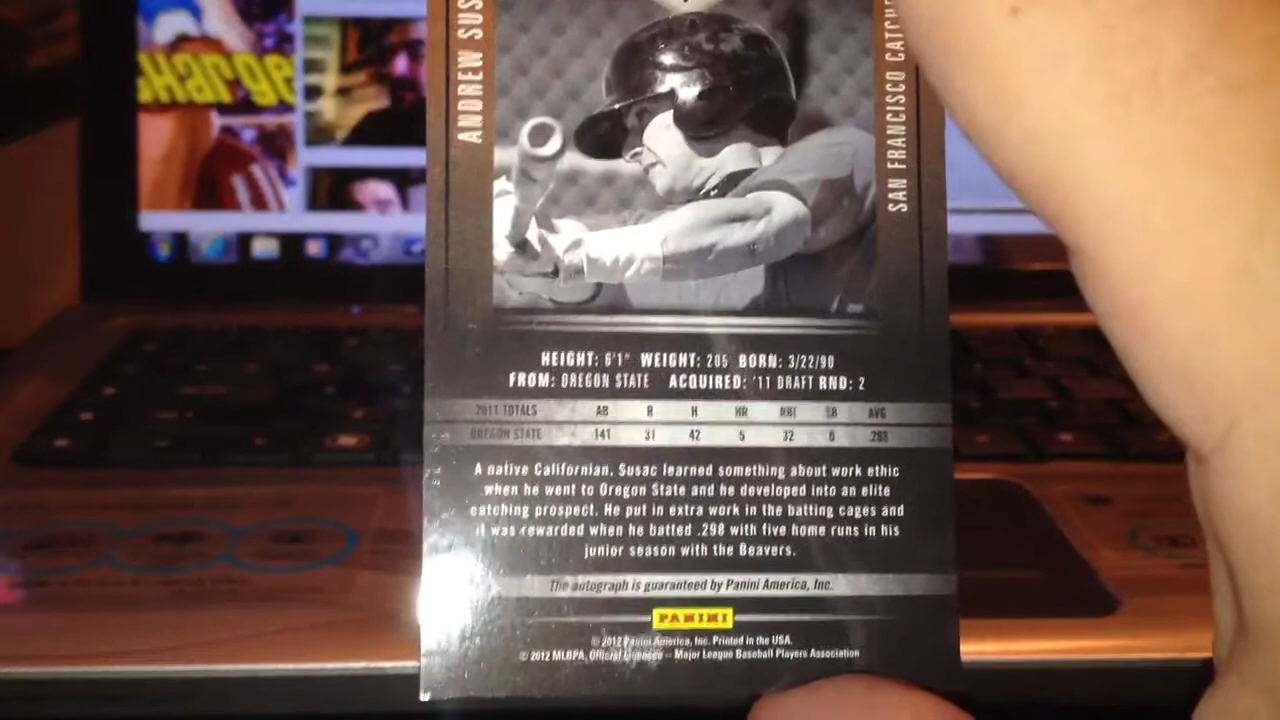 CHARGE
ANDREW SUS
SAN FRANCISCO CATCHE
HEIGHT: 6'1" WEIGHT: 205 BORN: 3/22/90
FROM: OREGON STATE ACQUIRED: '11 DRAFT RND: 2
2011 TOTALS AB R H HR RBI SB AVG
OREGON STATE 141 31 42 5 32 0 .298
A native Californian, Susac learned something about work ethic
when he went to Oregon State and he developed into an elite
catching prospect. He put in extra work in the batting cages and
it was rewarded when he batted .298 with five home runs in his
junior season with the Beavers.
The autograph is guaranteed by Panini America, Inc.
PANINI
© 2012 Panini America, Inc. Printed in the USA.
© 2012 MLBPA, Official Licensee – Major League Baseball Players Association